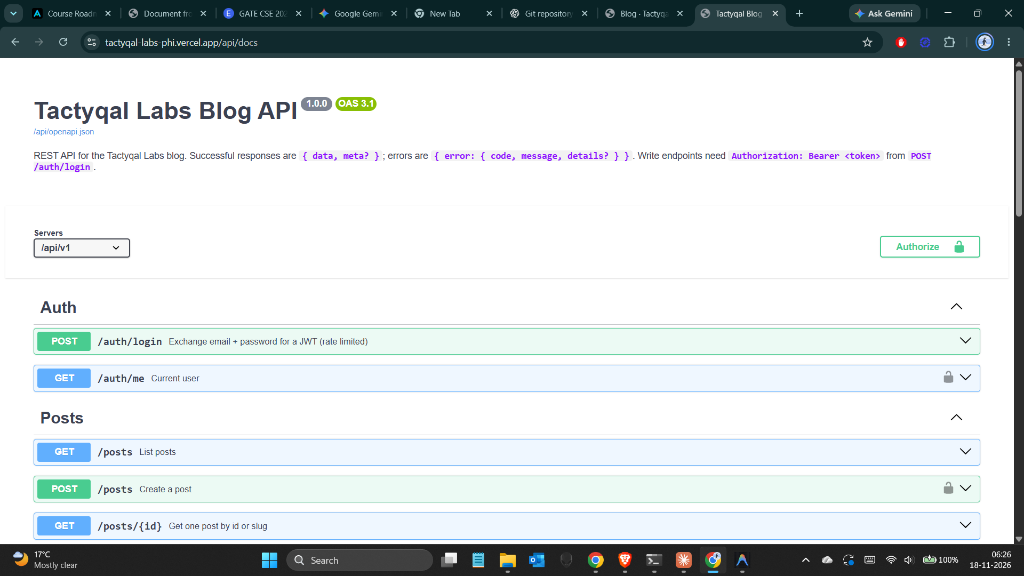 Course Road
Document fr
GATE CSE 202
Google Gem
New Tab
Git repositor
Blog - Tactyq
Tactyqal Blog
Ask Gemini
tactyqal-labs-phi.vercel.app/api/docs
Tactyqal Labs Blog API 1.0.0 OAS 3.1
/api/openapi.json
REST API for the Tactyqal Labs blog. Successful responses are { data, meta? } ; errors are { error: { code, message, details? } } . Write endpoints need Authorization: Bearer <token> from POST
/auth/login .
Servers
/api/v1
Authorize
Auth
POST /auth/login Exchange email + password for a JWT (rate limited)
GET /auth/me Current user
Posts
GET /posts List posts
POST /posts Create a post
GET /posts/{id} Get one post by id or slug
17°C
Mostly clear
Search
100%
06:26
18-11-2026